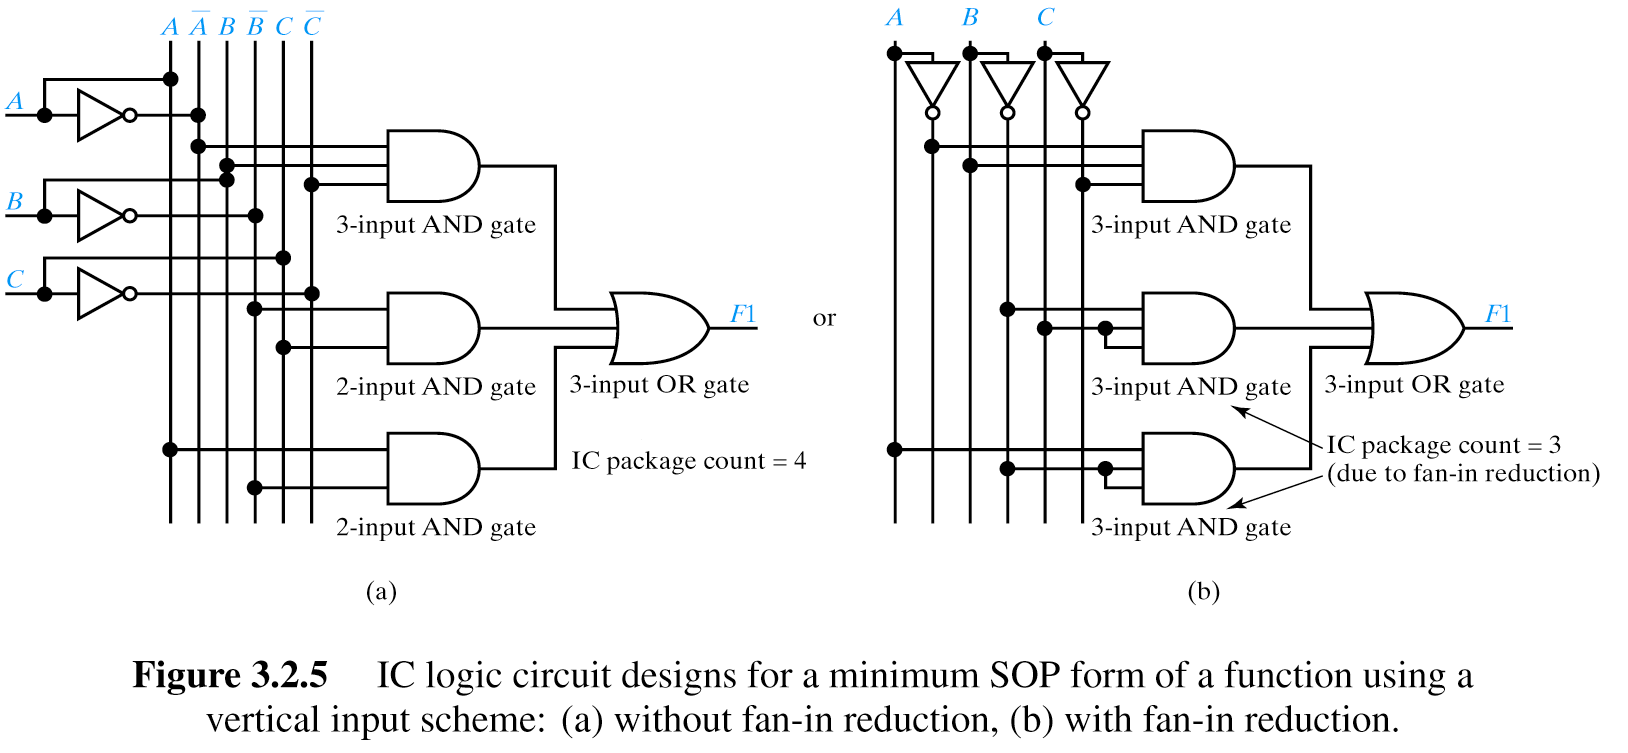 A A̅ B B̅ C C̅
A
B
C
3-input AND gate
2-input AND gate
2-input AND gate
3-input OR gate
F1
IC package count = 4
(a)
or
A B C
3-input AND gate
3-input AND gate
3-input AND gate
3-input OR gate
F1
IC package count = 3
(due to fan-in reduction)
(b)
Figure 3.2.5 IC logic circuit designs for a minimum SOP form of a function using a
vertical input scheme: (a) without fan-in reduction, (b) with fan-in reduction.